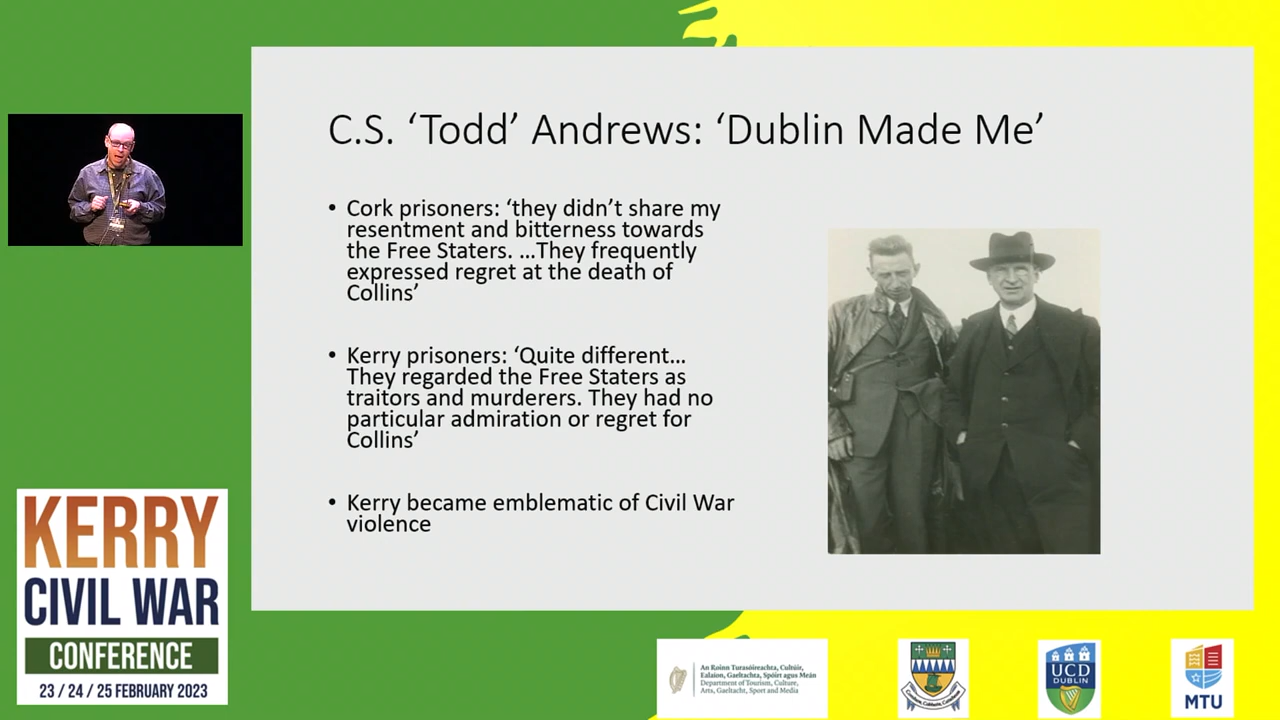 C.S. ‘Todd’ Andrews: ‘Dublin Made Me’
• Cork prisoners: ‘they didn’t share my
resentment and bitterness towards
the Free Staters. …They frequently
expressed regret at the death of
Collins’
• Kerry prisoners: ‘Quite different…
They regarded the Free Staters as
traitors and murderers. They had no
particular admiration or regret for
Collins’
• Kerry became emblematic of Civil War
violence
KERRY
CIVIL WAR
CONFERENCE
23 / 24 / 25 FEBRUARY 2023
An Roinn Turasóireachta, Cultúir,
Ealaíon, Gaeltachta, Spóirt agus Meán
Department of Tourism, Culture,
Arts, Gaeltacht, Sport and Media
UCD
DUBLIN
MTU